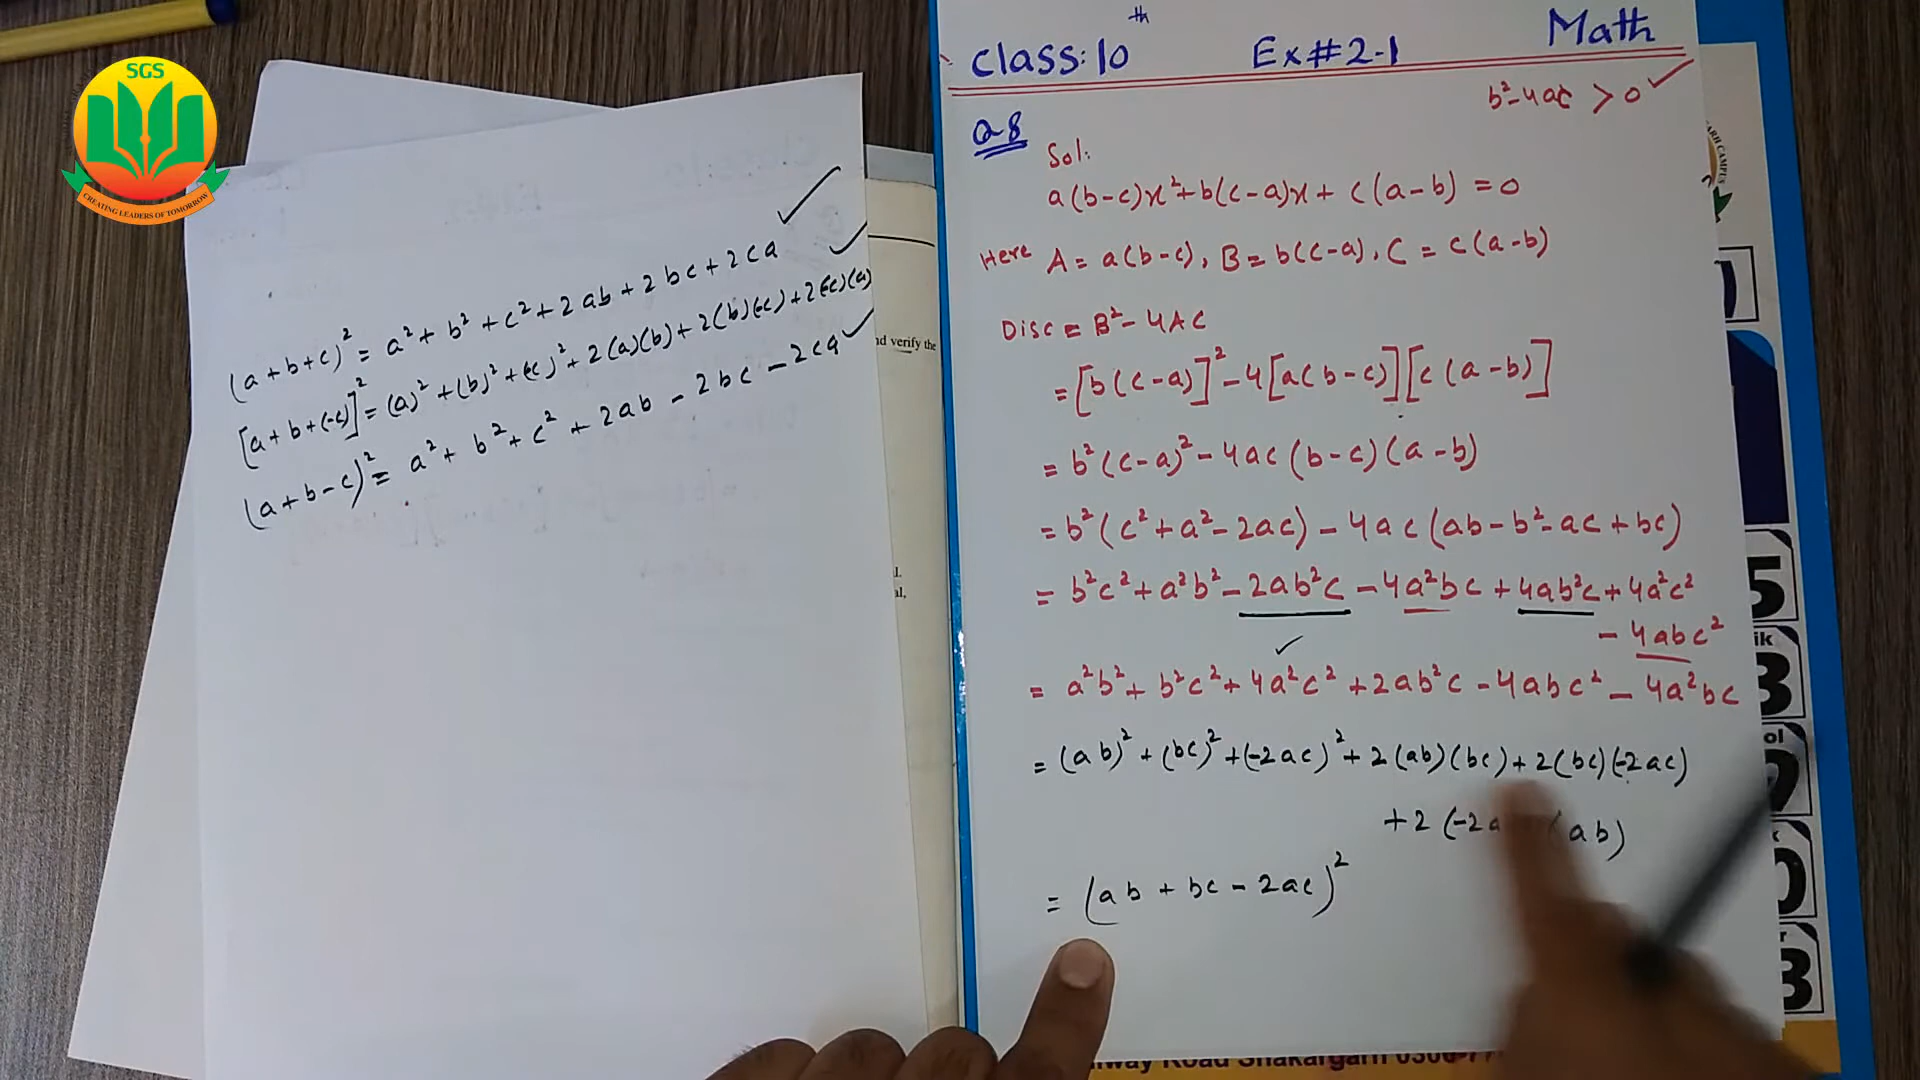 SGS
CREATING LEADERS OF TOMORROW
(a+b+c)² = a² + b² + c² + 2ab + 2bc + 2ca
[a+b+(-c)]² = (a)² + (b)² + (-c)² + 2(a)(b) + 2(b)(-c) + 2(-c)(a)
(a+b-c)² = a² + b² + c² + 2ab - 2bc - 2ca
nd verify the
Class: 10th Ex#2-1 Math
b²-4ac > 0
Q8
Sol:
a(b-c)x² + b(c-a)x + c(a-b) = 0
Here A = a(b-c), B = b(c-a), C = c(a-b)
Disc = B² - 4AC
= [b(c-a)]² - 4[a(b-c)][c(a-b)]
= b²(c-a)² - 4ac(b-c)(a-b)
= b²(c² + a² - 2ac) - 4ac(ab - b² - ac + bc)
= b²c² + a²b² - 2ab²c - 4a²bc + 4ab²c + 4a²c²
- 4abc²
= a²b² + b²c² + 4a²c² + 2ab²c - 4abc² - 4a²bc
= (ab)² + (bc)² + (-2ac)² + 2(ab)(bc) + 2(bc)(-2ac)
+2(-2a (ab)
= (ab + bc - 2ac)²